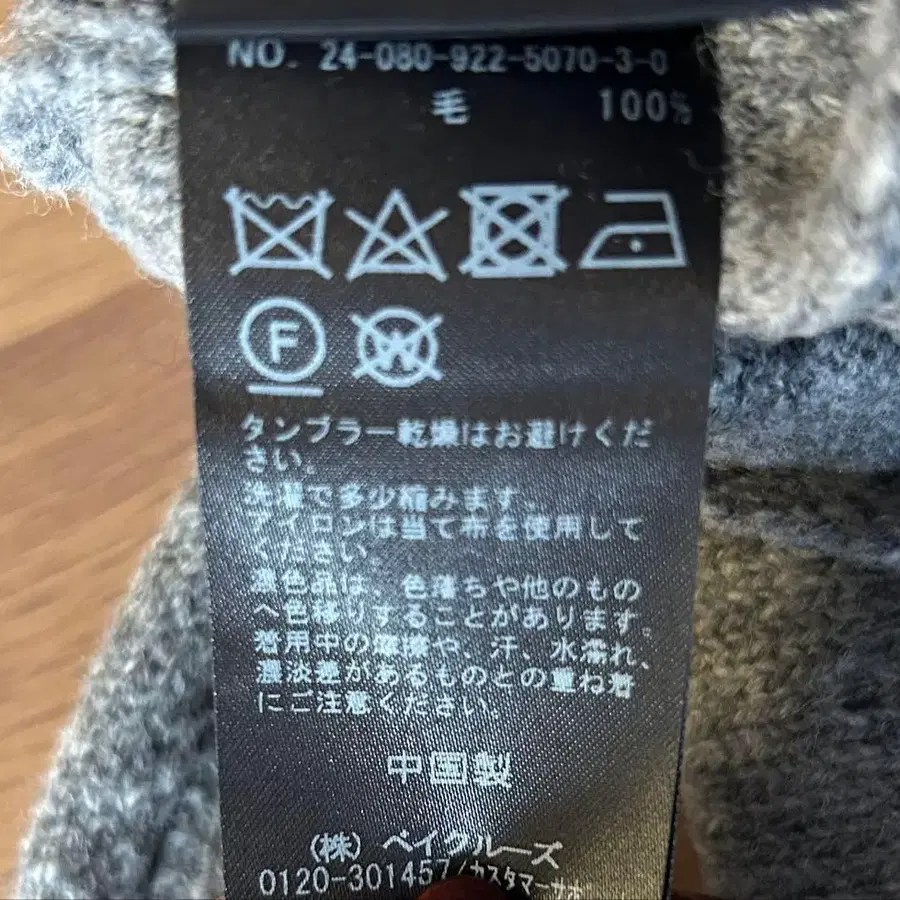 NO. 24-080-922-5070-3-0
毛 100%
F W
タンブラー乾燥はお避けくだ
さい。
洗濯で多少縮みます。
アイロンは当て布を使用して
ください。
濃色品は、色落ちや他のもの
へ色移りすることがあります。
着用中の摩擦や、汗、水濡れ、
濃淡差があるものとの重ね着
にご注意ください。
中国製
(株) ベイクルーズ
0120-301457/カスタマーサポ